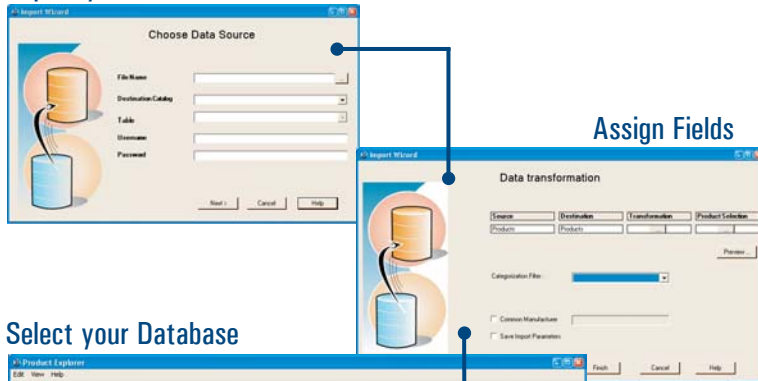 Import Wizard
Choose Data Source
File Name
...
Destination Catalog
Table
Username
Password
Next > Cancel Help
Assign Fields
Import Wizard
Data transformation
Source Destination Transformation Product Selection
Products Products ... ...
Preview ...
Categorization Filter :
Common Manufacturer
Save Import Parameters
Finish Cancel Help
Select your Database
Product Explorer
Edit View Help